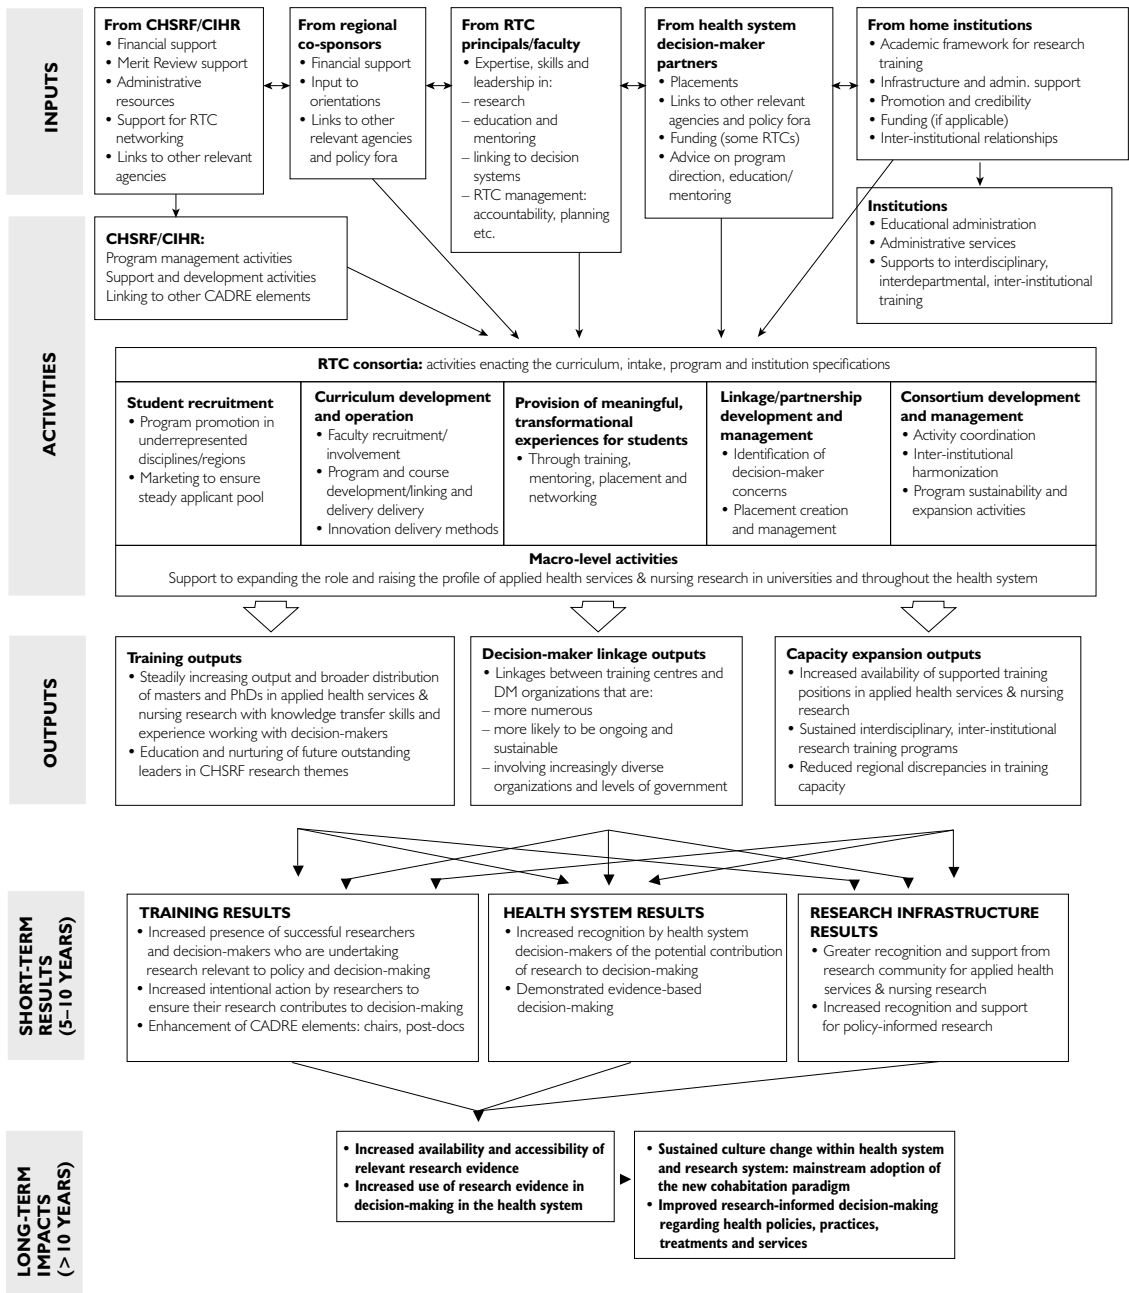 INPUTS
From CHSRF/CIHR
• Financial support
• Merit Review support
• Administrative
resources
• Support for RTC
networking
• Links to other relevant
agencies
From regional
co-sponsors
• Financial support
• Input to
orientations
• Links to other
relevant agencies
and policy fora
From RTC
principals/faculty
• Expertise, skills and
leadership in:
– research
– education and
mentoring
– linking to decision
systems
– RTC management:
accountability, planning
etc.
From health system
decision-maker
partners
• Placements
• Links to other relevant
agencies and policy fora
• Funding (some RTCs)
• Advice on program
direction, education/
mentoring
From home institutions
• Academic framework for research
training
• Infrastructure and admin. support
• Promotion and credibility
• Funding (if applicable)
• Inter-institutional relationships
ACTIVITIES
CHSRF/CIHR:
Program management activities
Support and development activities
Linking to other CADRE elements
Institutions
• Educational administration
• Administrative services
• Supports to interdisciplinary,
interdepartmental, inter-institutional
training
RTC consortia: activities enacting the curriculum, intake, program and institution specifications
Student recruitment
• Program promotion in
underrepresented
disciplines/regions
• Marketing to ensure
steady applicant pool
Curriculum development
and operation
• Faculty recruitment/
involvement
• Program and course
development/linking and
delivery delivery
• Innovation delivery methods
Provision of meaningful,
transformational
experiences for students
• Through training,
mentoring, placement and
networking
Linkage/partnership
development and
management
• Identification of
decision-maker
concerns
• Placement creation
and management
Consortium development
and management
• Activity coordination
• Inter-institutional
harmonization
• Program sustainability and
expansion activities
Macro-level activities
Support to expanding the role and raising the profile of applied health services & nursing research in universities and throughout the health system
OUTPUTS
Training outputs
• Steadily increasing output and broader distribution
of masters and PhDs in applied health services &
nursing research with knowledge transfer skills and
experience working with decision-makers
• Education and nurturing of future outstanding
leaders in CHSRF research themes
Decision-maker linkage outputs
• Linkages between training centres and
DM organizations that are:
– more numerous
– more likely to be ongoing and
sustainable
– involving increasingly diverse
organizations and levels of government
Capacity expansion outputs
• Increased availability of supported training
positions in applied health services & nursing
research
• Sustained interdisciplinary, inter-institutional
research training programs
• Reduced regional discrepancies in training
capacity
SHORT-TERM
RESULTS
(5–10 YEARS)
TRAINING RESULTS
• Increased presence of successful researchers
and decision-makers who are undertaking
research relevant to policy and decision-making
• Increased intentional action by researchers to
ensure their research contributes to decision-making
• Enhancement of CADRE elements: chairs, post-docs
HEALTH SYSTEM RESULTS
• Increased recognition by health system
decision-makers of the potential contribution
of research to decision-making
• Demonstrated evidence-based
decision-making
RESEARCH INFRASTRUCTURE
RESULTS
• Greater recognition and support from
research community for applied health
services & nursing research
• Increased recognition and support
for policy-informed research
LONG-TERM
IMPACTS
(> 10 YEARS)
• Increased availability and accessibility of
relevant research evidence
• Increased use of research evidence in
decision-making in the health system
• Sustained culture change within health system
and research system: mainstream adoption of
the new cohabitation paradigm
• Improved research-informed decision-making
regarding health policies, practices,
treatments and services